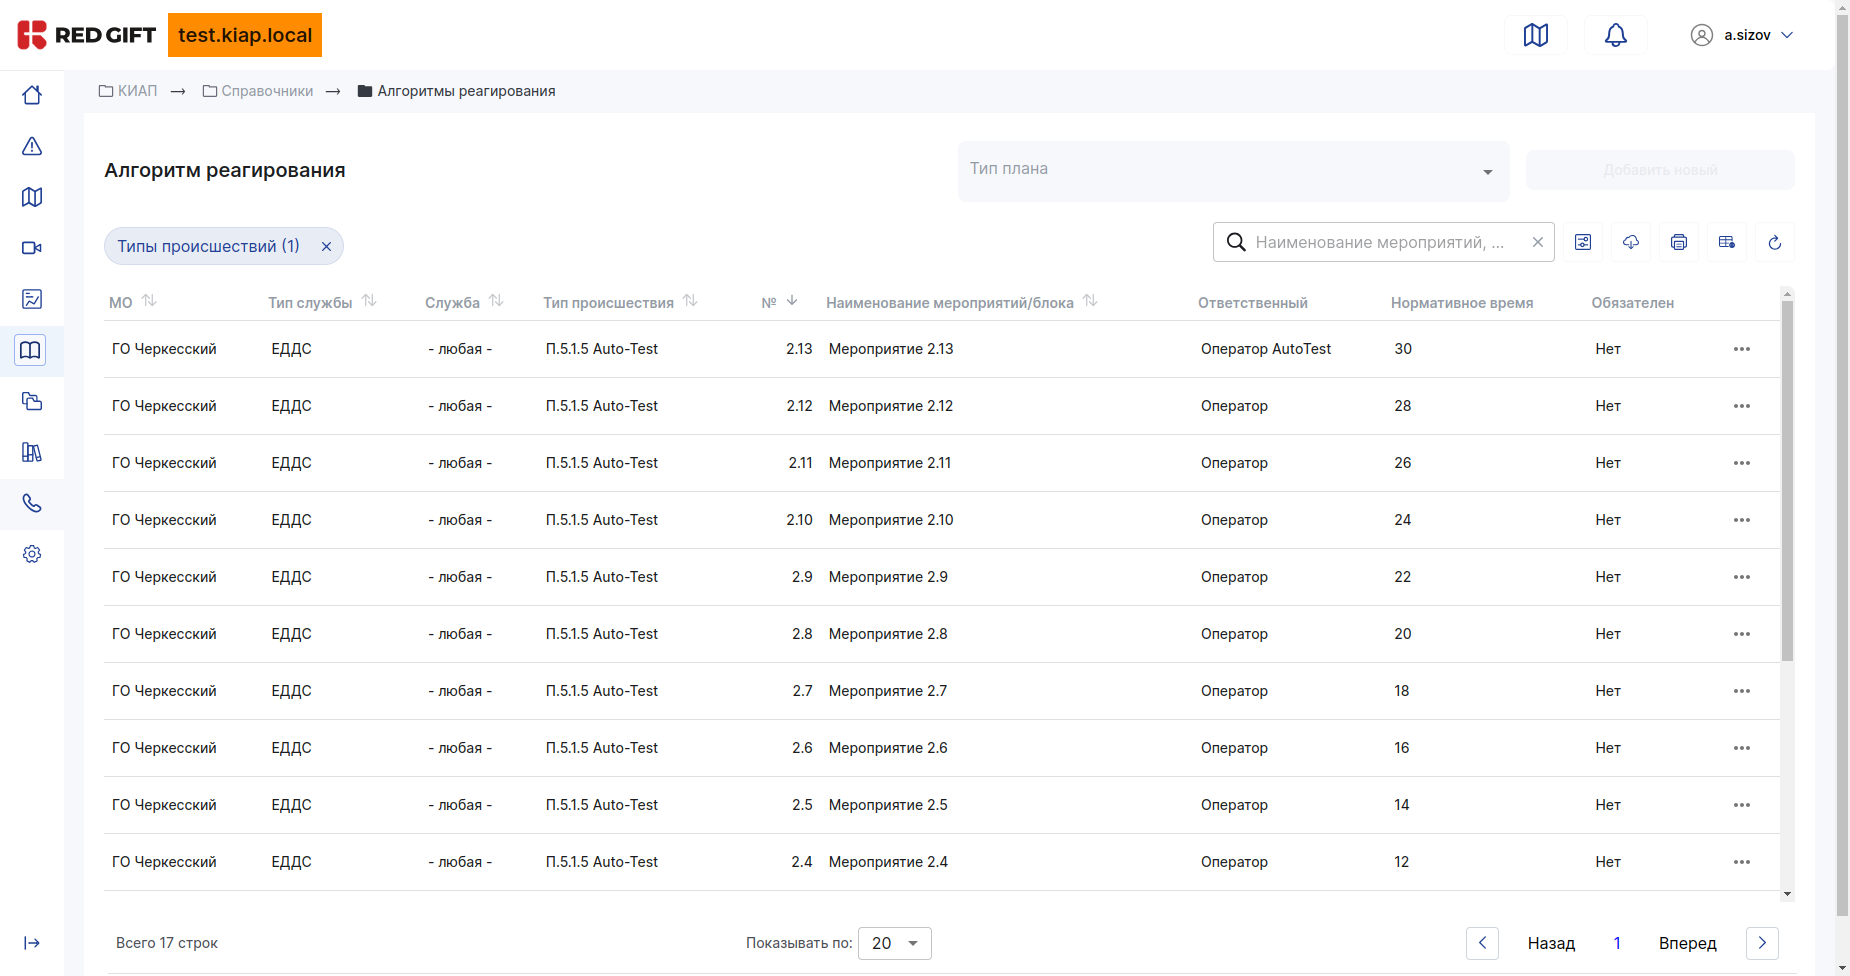 RED GIFT test.kiap.local a.sizov
КИАП → Справочники → Алгоритмы реагирования
Алгоритм реагирования Тип плана Добавить новый
Типы происшествий (1) Наименование мероприятий, ...
МО Тип службы Служба Тип происшествия № Наименование мероприятий/блока Ответственный Нормативное время Обязателен
ГО Черкесский ЕДДС - любая - П.5.1.5 Auto-Test 2.13 Мероприятие 2.13 Оператор AutoTest 30 Нет
ГО Черкесский ЕДДС - любая - П.5.1.5 Auto-Test 2.12 Мероприятие 2.12 Оператор 28 Нет
ГО Черкесский ЕДДС - любая - П.5.1.5 Auto-Test 2.11 Мероприятие 2.11 Оператор 26 Нет
ГО Черкесский ЕДДС - любая - П.5.1.5 Auto-Test 2.10 Мероприятие 2.10 Оператор 24 Нет
ГО Черкесский ЕДДС - любая - П.5.1.5 Auto-Test 2.9 Мероприятие 2.9 Оператор 22 Нет
ГО Черкесский ЕДДС - любая - П.5.1.5 Auto-Test 2.8 Мероприятие 2.8 Оператор 20 Нет
ГО Черкесский ЕДДС - любая - П.5.1.5 Auto-Test 2.7 Мероприятие 2.7 Оператор 18 Нет
ГО Черкесский ЕДДС - любая - П.5.1.5 Auto-Test 2.6 Мероприятие 2.6 Оператор 16 Нет
ГО Черкесский ЕДДС - любая - П.5.1.5 Auto-Test 2.5 Мероприятие 2.5 Оператор 14 Нет
ГО Черкесский ЕДДС - любая - П.5.1.5 Auto-Test 2.4 Мероприятие 2.4 Оператор 12 Нет
Всего 17 строк Показывать по: 20 Назад 1 Вперед